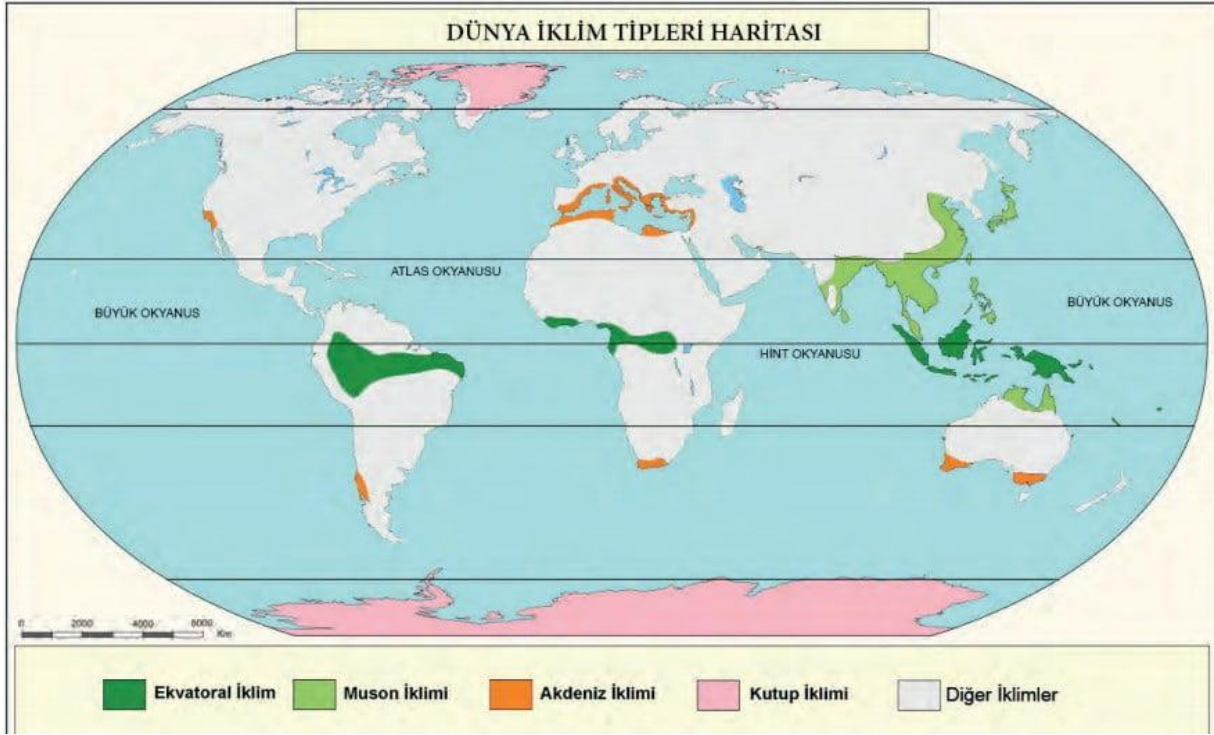 DÜNYA İKLİM TİPLERİ HARİTASI
ATLAS OKYANUSU
BÜYÜK OKYANUS
BÜYÜK OKYANUS
HİNT OKYANUSU
0 2000 4000 6000
Km
Ekvatoral İklim
Muson İklimi
Akdeniz İklimi
Kutup İklimi
Diğer İklimler